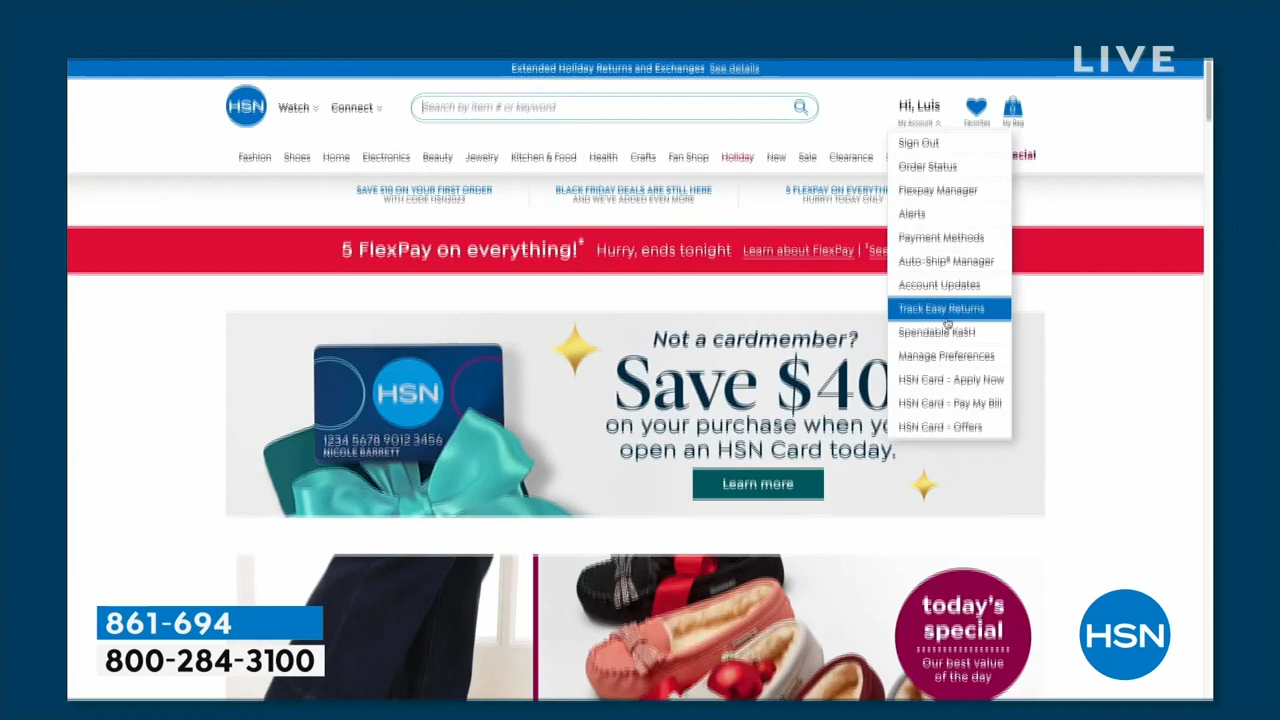 LIVE
Extended Holiday Returns and Exchanges See details
HSN
Watch
Connect
Search by item # or keyword
Hi, Luis
My Account
Favorites
My Bag
Fashion Shoes Home Electronics Beauty Jewelry Kitchen & Food Health Crafts Fan Shop Holiday New Sale Clearance
SAVE $10 ON YOUR FIRST ORDER
WITH CODE HSN2023
BLACK FRIDAY DEALS ARE STILL HERE
AND WE'VE ADDED EVEN MORE
5 FLEXPAY ON
HURRY! TODAY ONLY
5 FlexPay on everything!* Hurry, ends tonight Learn about FlexPay | See
Sign Out
Order Status
Flexpay Manager
Alerts
Payment Methods
Auto-Ship® Manager
Account Updates
Track Easy Returns
Spendable Ka$H
Manage Preferences
HSN Card - Apply Now
HSN Card - Pay My Bill
HSN Card - Offers
HSN
1234 5678 9012 3456
NICOLE BARRETT
Not a cardmember?
Save $40
on your purchase when
open an HSN Card today.
Learn more
today's
special
Our best value
of the day
861-694
800-284-3100
HSN